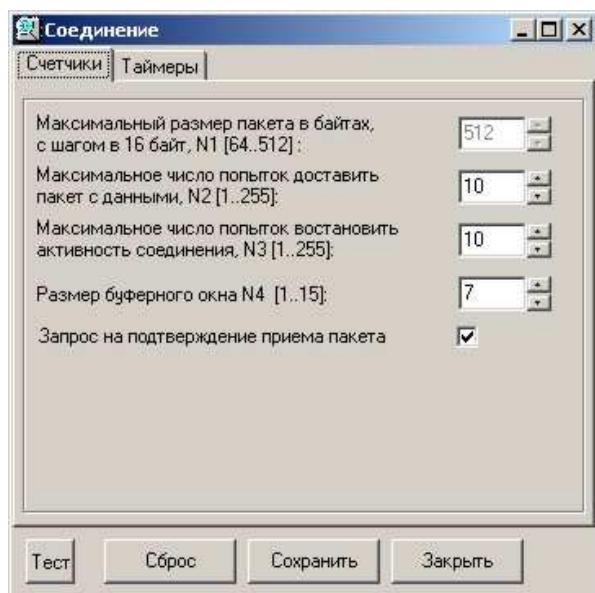 Соединение
Счетчики Таймеры
Максимальный размер пакета в байтах, 512
с шагом в 16 байт, N1 [64..512] :
Максимальное число попыток доставить 10
пакет с данными, N2 [1..255]:
Максимальное число попыток востановить 10
активность соединения, N3 [1..255]:
Размер буферного окна N4 [1..15]: 7
Запрос на подтверждение приема пакета
Тест Сброс Сохранить Закрыть